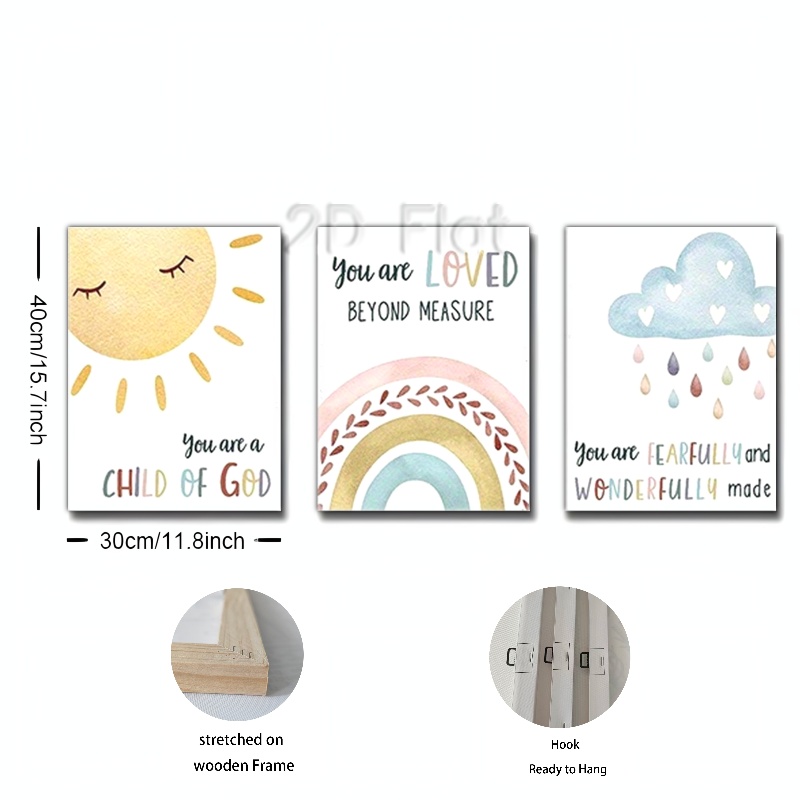 2D Flat
40cm/15.7inch
You are a
CHILD OF GOD
30cm/11.8inch
You are LOVED
BEYOND MEASURE
You are FEARFULLY and
WONDERFULLY made
stretched on
wooden Frame
Hook
Ready to Hang